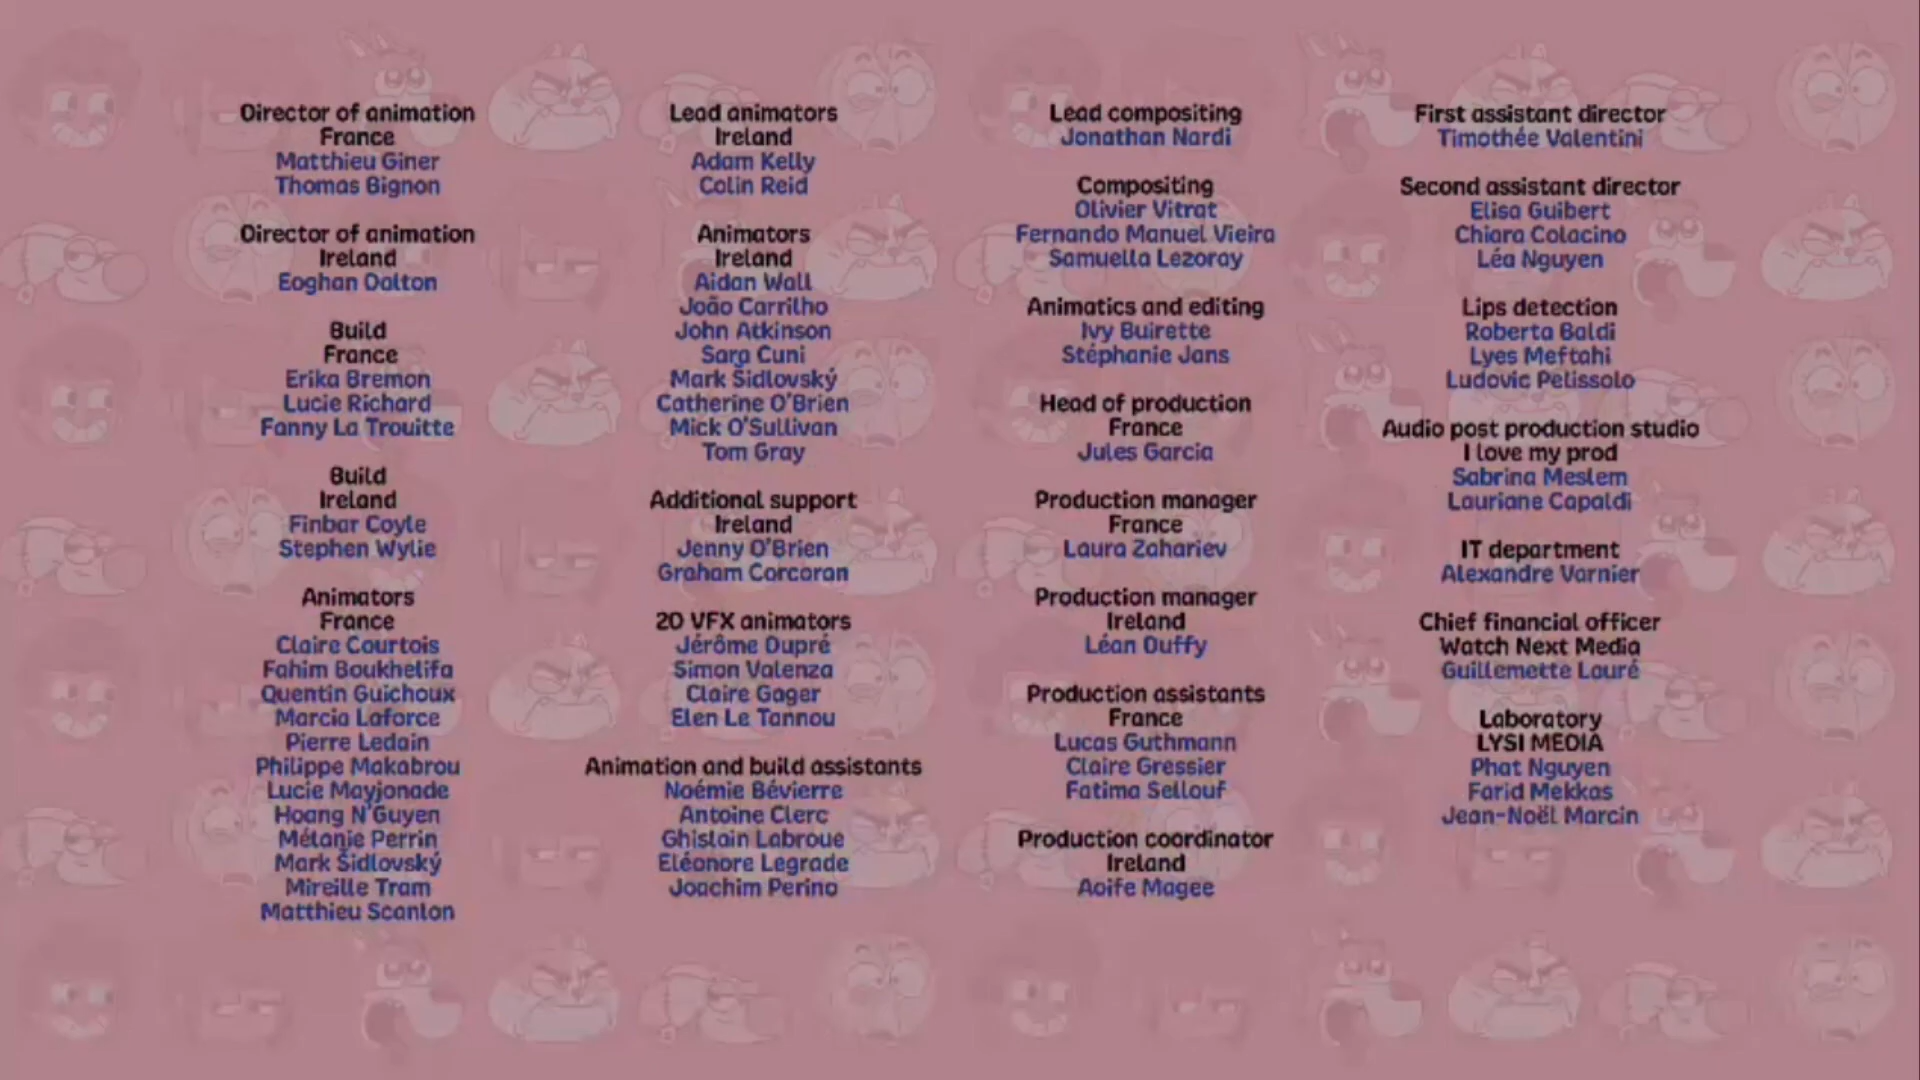 Director of animation
France
Matthieu Giner
Thomas Bignon
Director of animation
Ireland
Eoghan Dalton
Build
France
Erika Bremon
Lucie Richard
Fanny La Trouitte
Build
Ireland
Finbar Coyle
Stephen Wylie
Animators
France
Claire Courtois
Fahim Boukhelifa
Quentin Guichoux
Marcia Laforce
Pierre Ledain
Philippe Makabrou
Lucie Mayjonade
Hoang N'Guyen
Mélanie Perrin
Mark Šidlovský
Mireille Tram
Matthieu Scanlon
Lead animators
Ireland
Adam Kelly
Colin Reid
Animators
Ireland
Aidan Wall
João Carrilho
John Atkinson
Sara Cuni
Mark Šidlovský
Catherine O'Brien
Mick O'Sullivan
Tom Gray
Additional support
Ireland
Jenny O'Brien
Graham Corcoran
2D VFX animators
Jérôme Dupré
Simon Valenza
Claire Gager
Elen Le Tannou
Animation and build assistants
Noémie Bévierre
Antoine Clerc
Ghislain Labroue
Eléonore Legrade
Joachim Perino
Lead compositing
Jonathan Nardi
Compositing
Olivier Vitrat
Fernando Manuel Vieira
Samuella Lezoray
Animatics and editing
Ivy Buirette
Stéphanie Jans
Head of production
France
Jules Garcia
Production manager
France
Laura Zahariev
Production manager
Ireland
Léan Duffy
Production assistants
France
Lucas Guthmann
Claire Gressier
Fatima Sellouf
Production coordinator
Ireland
Aoife Magee
First assistant director
Timothée Valentini
Second assistant director
Elisa Guibert
Chiara Colacino
Léa Nguyen
Lips detection
Roberta Baldi
Lyes Meftahi
Ludovic Pelissolo
Audio post production studio
I love my prod
Sabrina Meslem
Lauriane Capaldi
IT department
Alexandre Varnier
Chief financial officer
Watch Next Media
Guillemette Lauré
Laboratory
LYSI MEDIA
Phat Nguyen
Farid Mekkas
Jean-Noël Marcin